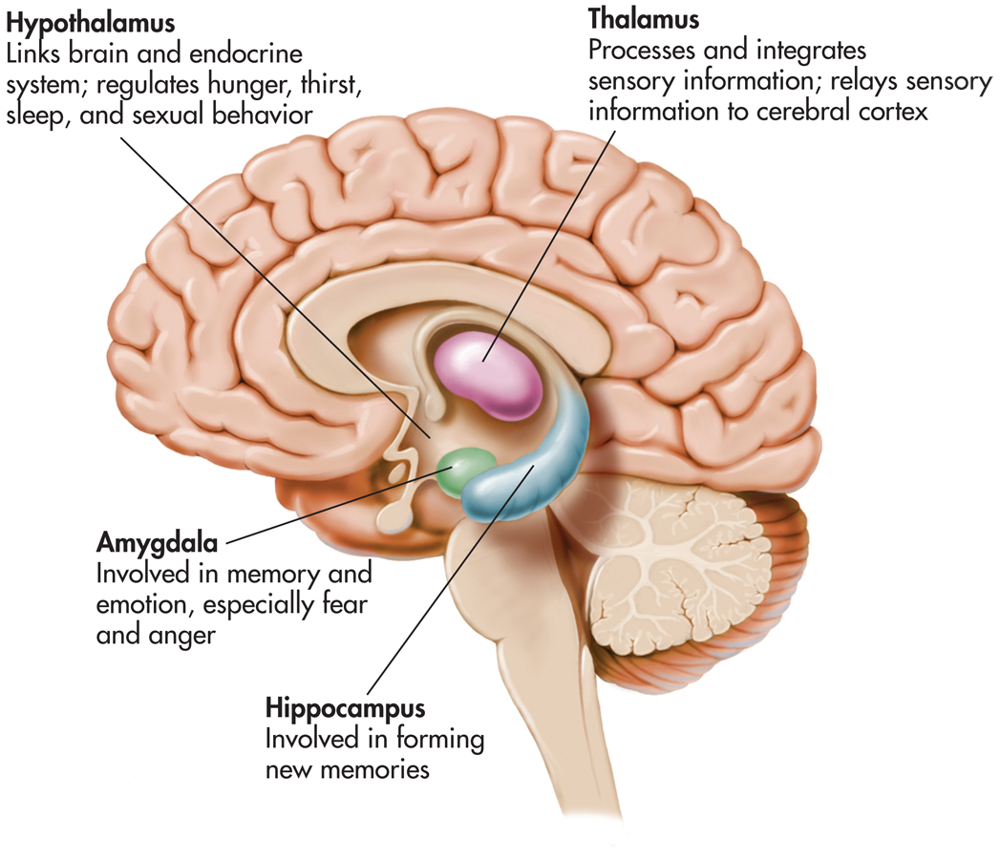 Hypothalamus
Links brain and endocrine
system; regulates hunger, thirst,
sleep, and sexual behavior
Thalamus
Processes and integrates
sensory information; relays sensory
information to cerebral cortex
Amygdala
Involved in memory and
emotion, especially fear
and anger
Hippocampus
Involved in forming
new memories